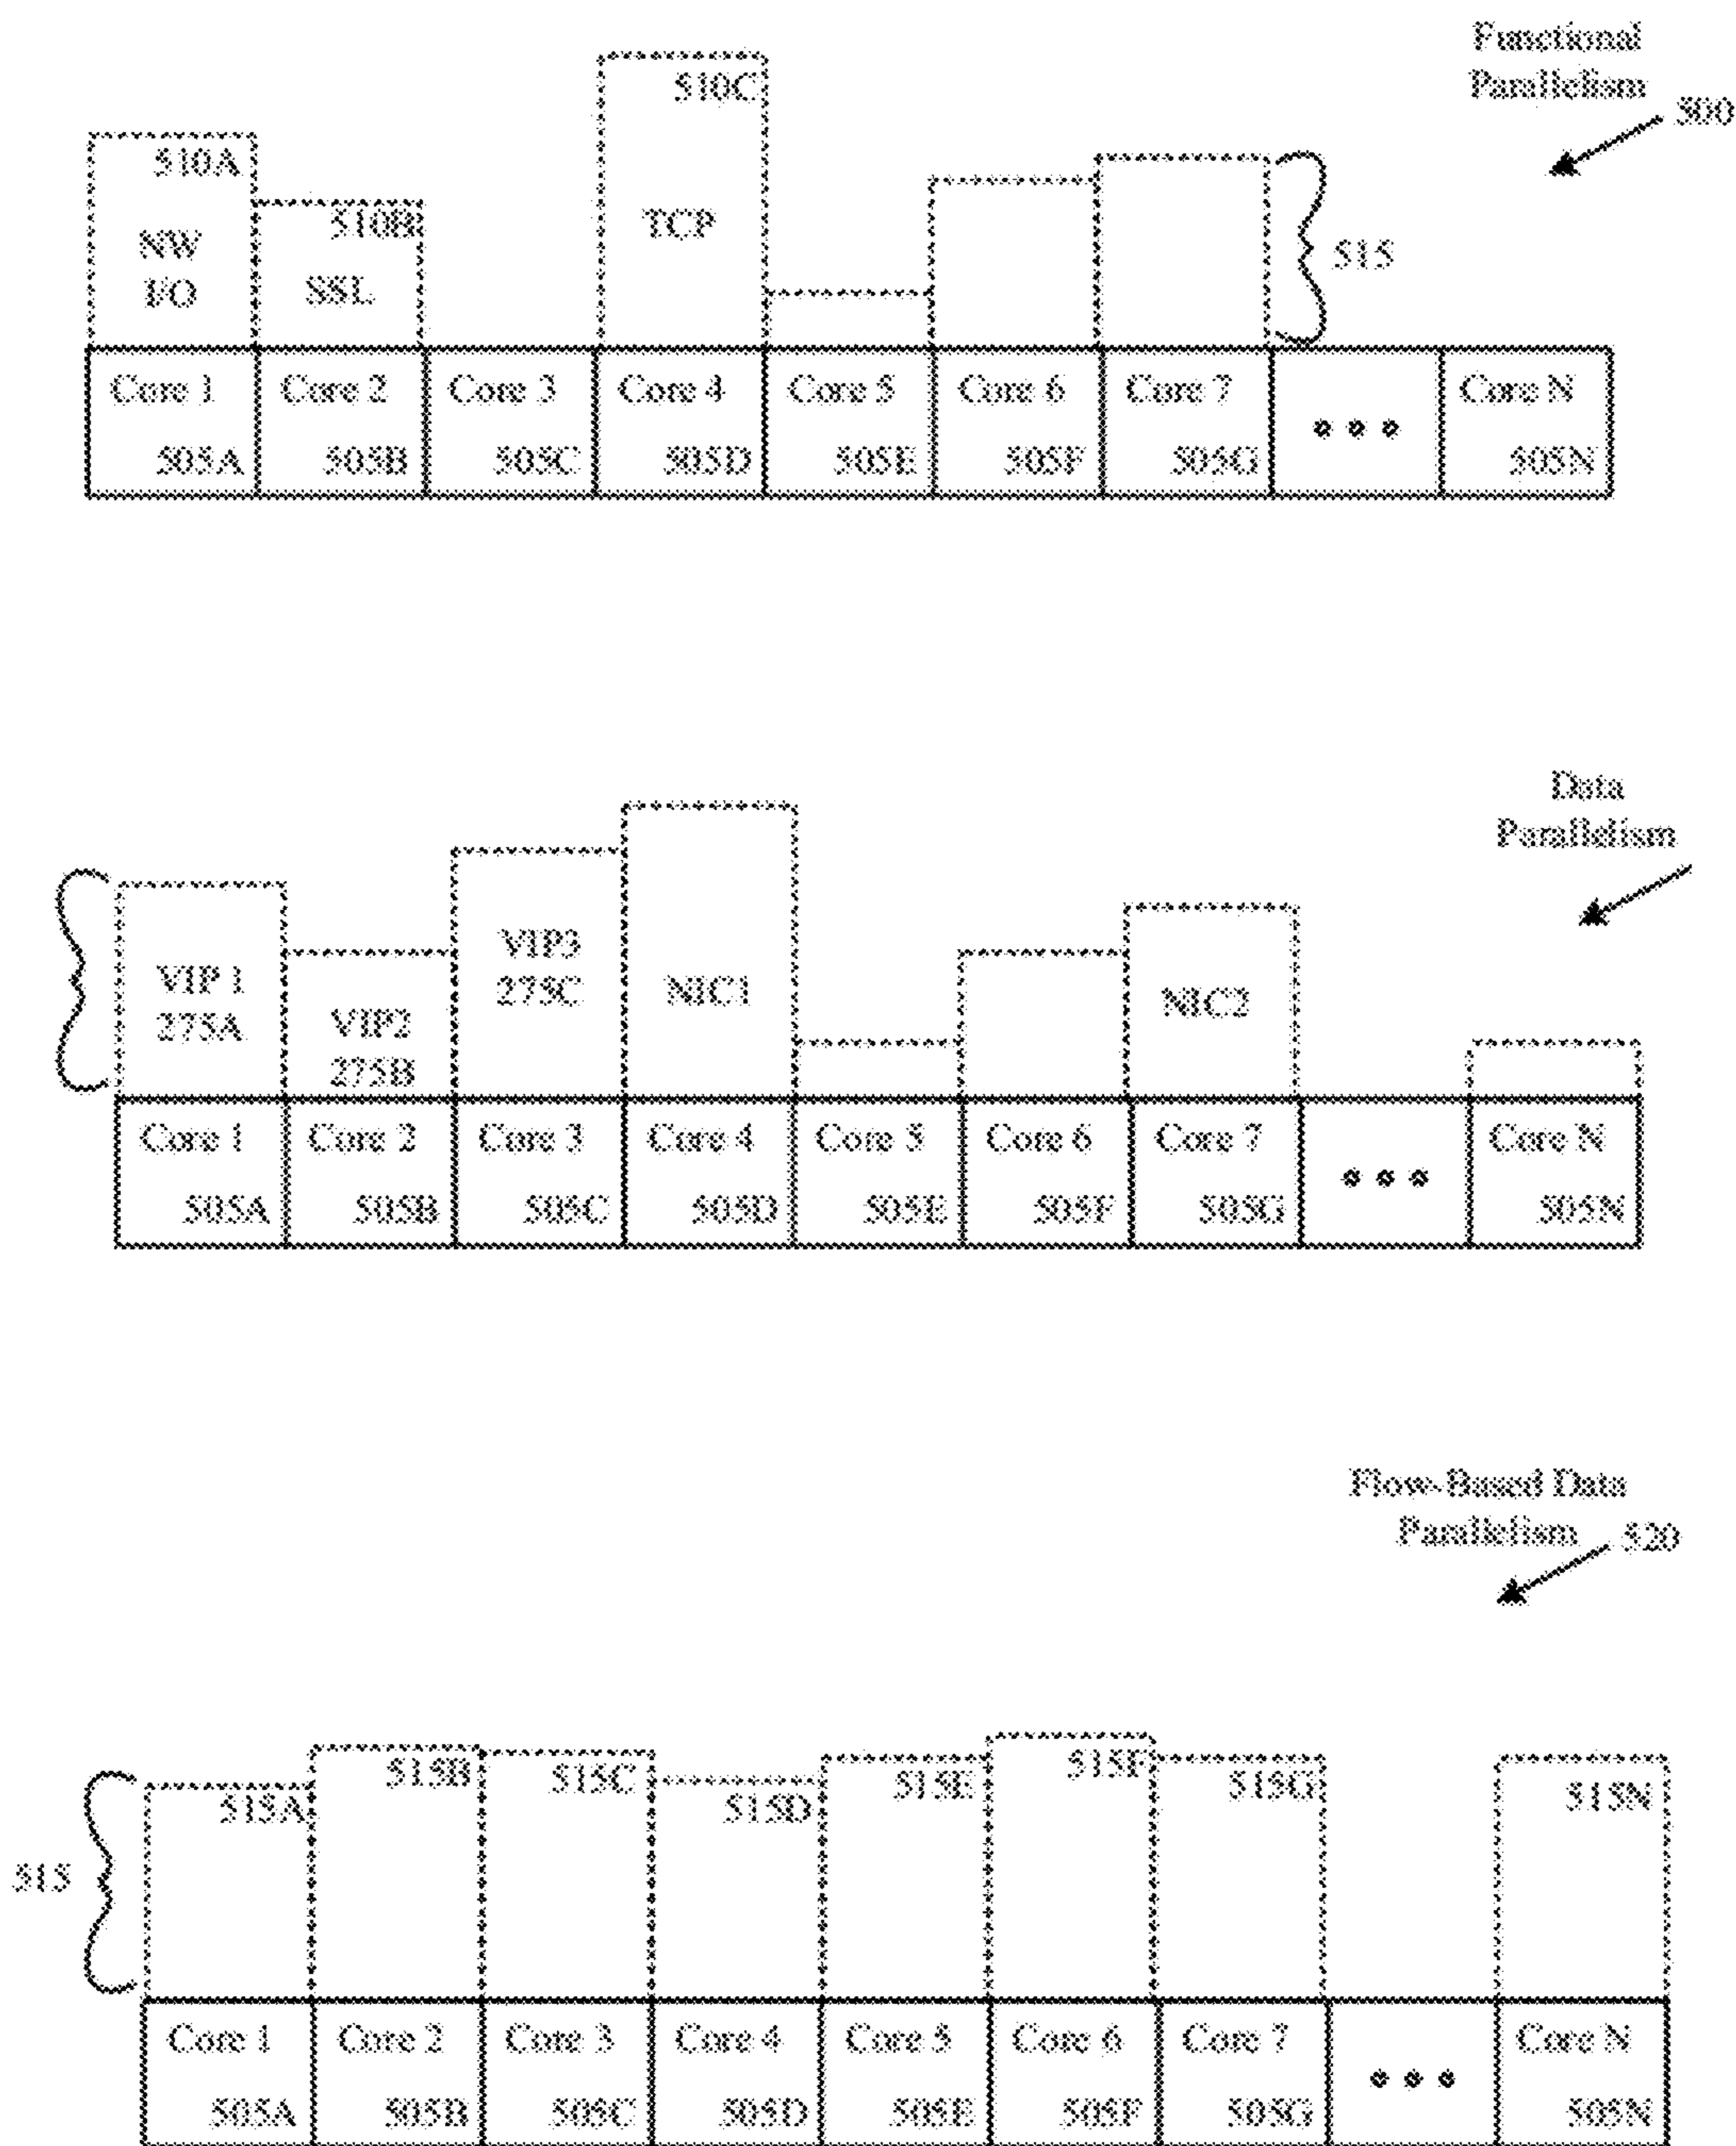 Functional
Parallelism
500
510A
NW
I/O
510B
SSL
510C
TCP
515
Core 1
505A
Core 2
505B
Core 3
505C
Core 4
505D
Core 5
505E
Core 6
505F
Core 7
505G
Core N
505N
Data
Parallelism
VIP 1
275A
VIP2
275B
VIP3
275C
NIC1
NIC2
Core 1
505A
Core 2
505B
Core 3
505C
Core 4
505D
Core 5
505E
Core 6
505F
Core 7
505G
Core N
505N
Flow-Based Data
Parallelism
520
515
515A
515B
515C
515D
515E
515F
515G
515N
Core 1
505A
Core 2
505B
Core 3
505C
Core 4
505D
Core 5
505E
Core 6
505F
Core 7
505G
Core N
505N